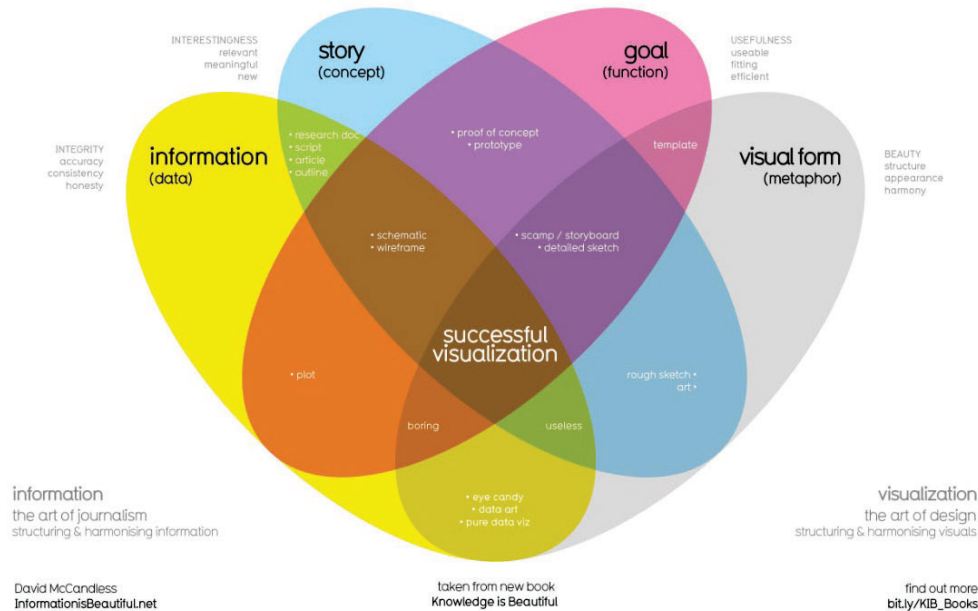 INTERESTINGNESS
relevant
meaningful
new
story
(concept)
goal
(function)
USEFULNESS
useable
fitting
efficient
INTEGRITY
accuracy
consistency
honesty
information
(data)
• research doc
• script
• article
• outline
• proof of concept
• prototype
template
visual form
(metaphor)
BEAUTY
structure
appearance
harmony
• schematic
• wireframe
• scamp / storyboard
• detailed sketch
successful
visualization
• plot
rough sketch •
art •
boring
useless
• eye candy
• data art
• pure data viz
information
the art of journalism
structuring & harmonising information
visualization
the art of design
structuring & harmonising visuals
David McCandless
InformationisBeautiful.net
taken from new book
Knowledge is Beautiful
find out more
bit.ly/KIB_Books